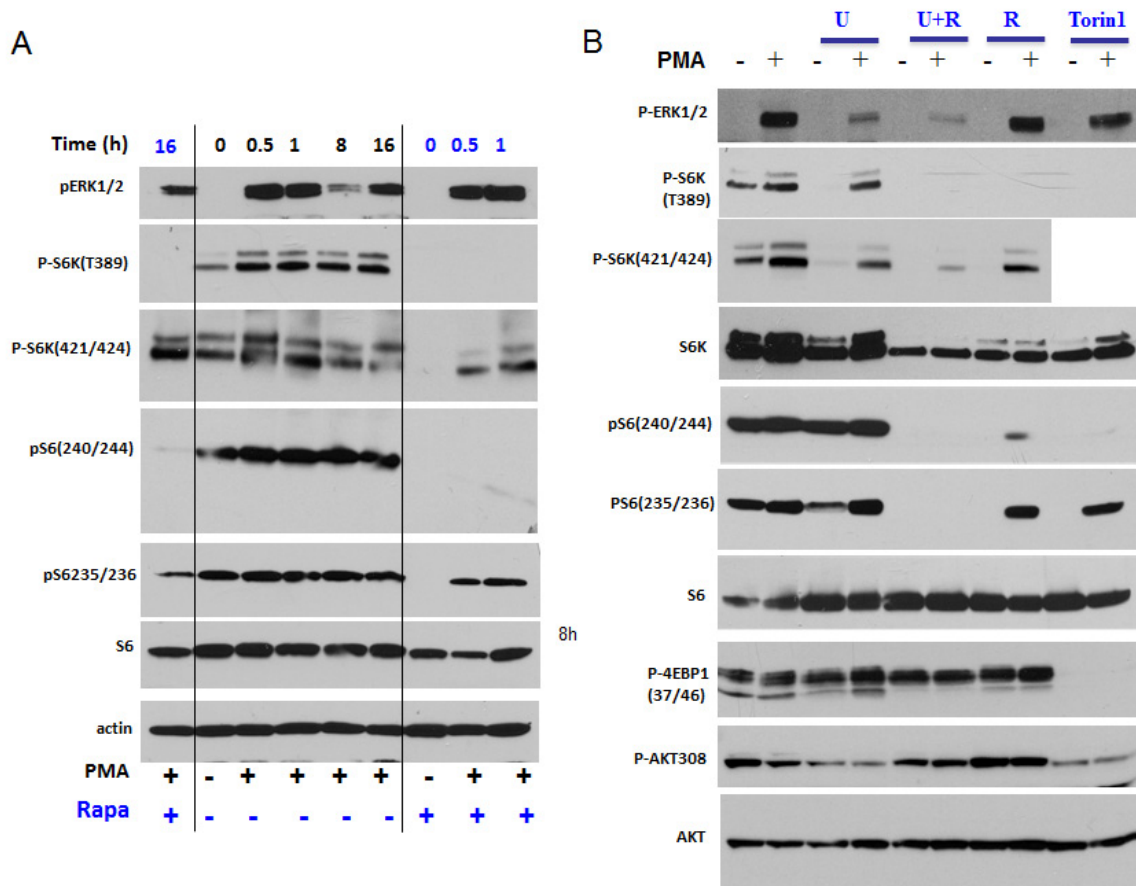 A
Time (h) 16 0 0.5 1 8 16 0 0.5 1
pERK1/2
P-S6K(T389)
P-S6K(421/424)
pS6(240/244)
pS6235/236
S6
actin
PMA + - + + + + - + +
Rapa + - - - - - + + +
8h
B
U U+R R Torin1
PMA - + - + - + - + - +
P-ERK1/2
P-S6K
(T389)
P-S6K(421/424)
S6K
pS6(240/244)
PS6(235/236)
S6
P-4EBP1
(37/46)
P-AKT308
AKT